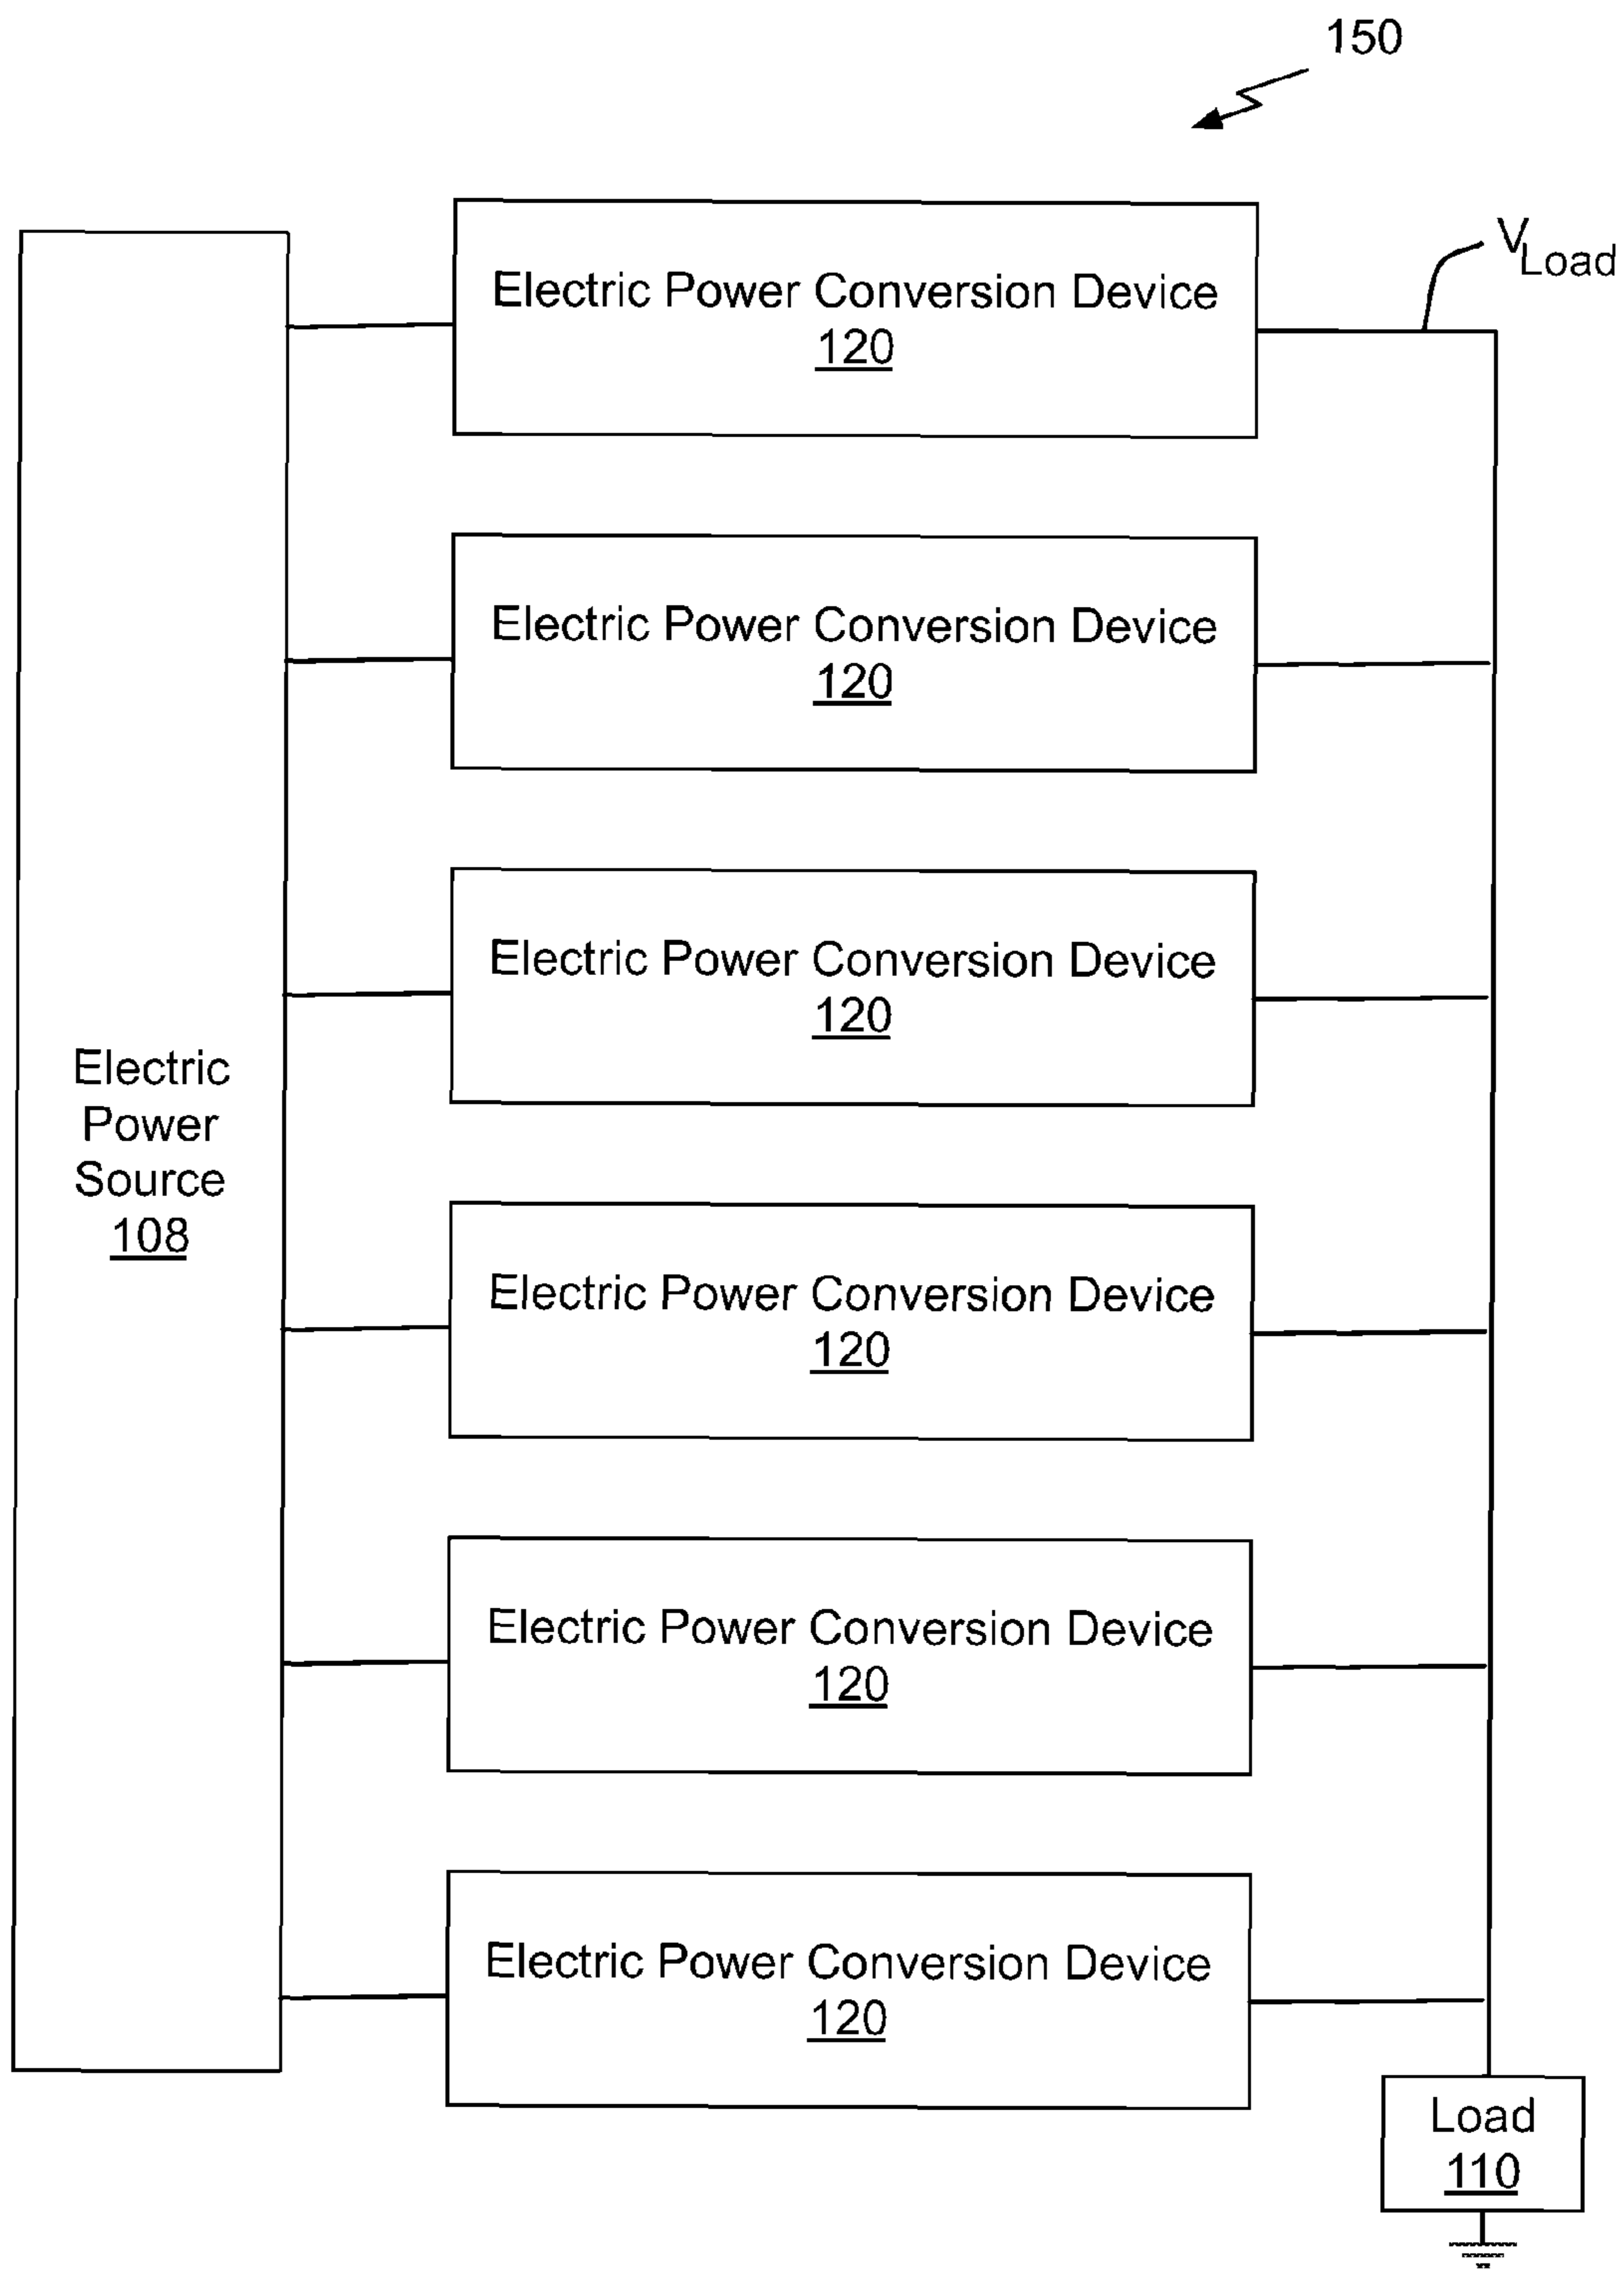 150
V Load
Electric Power Conversion Device
120
Electric Power Conversion Device
120
Electric Power Conversion Device
120
Electric
Power
Source
108
Electric Power Conversion Device
120
Electric Power Conversion Device
120
Electric Power Conversion Device
120
Load
110